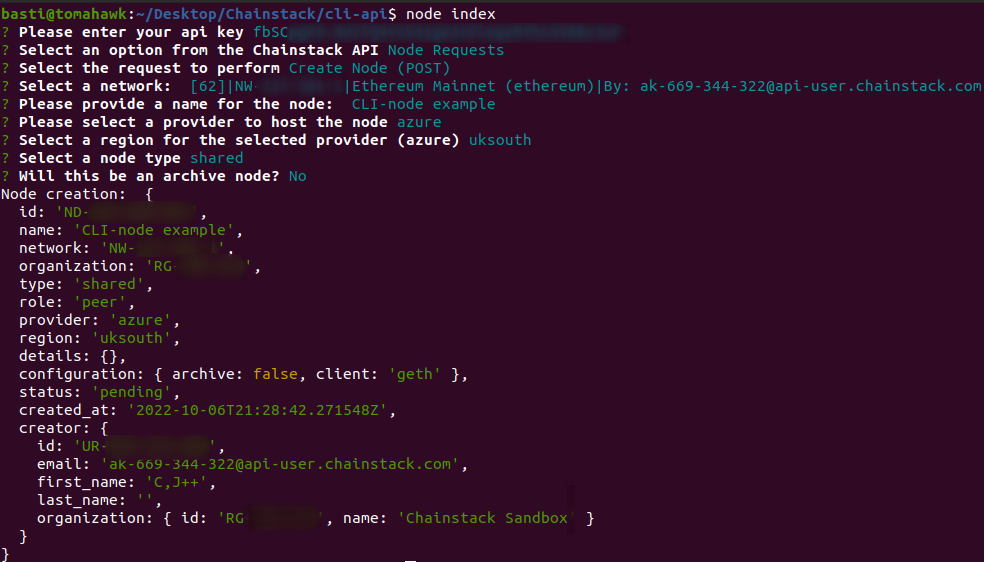 basti@tomahawk:~/Desktop/Chainstack/cli-api$ node index
? Please enter your api key fbSC
? Select an option from the Chainstack API Node Requests
? Select the request to perform Create Node (POST)
? Select a network:  [62]|NW- |Ethereum Mainnet (ethereum)|By: ak-669-344-322@api-user.chainstack.com
? Please provide a name for the node:  CLI-node example
? Please select a provider to host the node azure
? Select a region for the selected provider (azure) uksouth
? Select a node type shared
? Will this be an archive node? No
Node creation:  {
  id: 'ND- ',
  name: 'CLI-node example',
  network: 'NW- ',
  organization: 'RG- ',
  type: 'shared',
  role: 'peer',
  provider: 'azure',
  region: 'uksouth',
  details: {},
  configuration: { archive: false, client: 'geth' },
  status: 'pending',
  created_at: '2022-10-06T21:28:42.271548Z',
  creator: {
    id: 'UR- ',
    email: 'ak-669-344-322@api-user.chainstack.com',
    first_name: 'C,J++',
    last_name: '',
    organization: { id: 'RG ', name: 'Chainstack Sandbox' }
  }
}